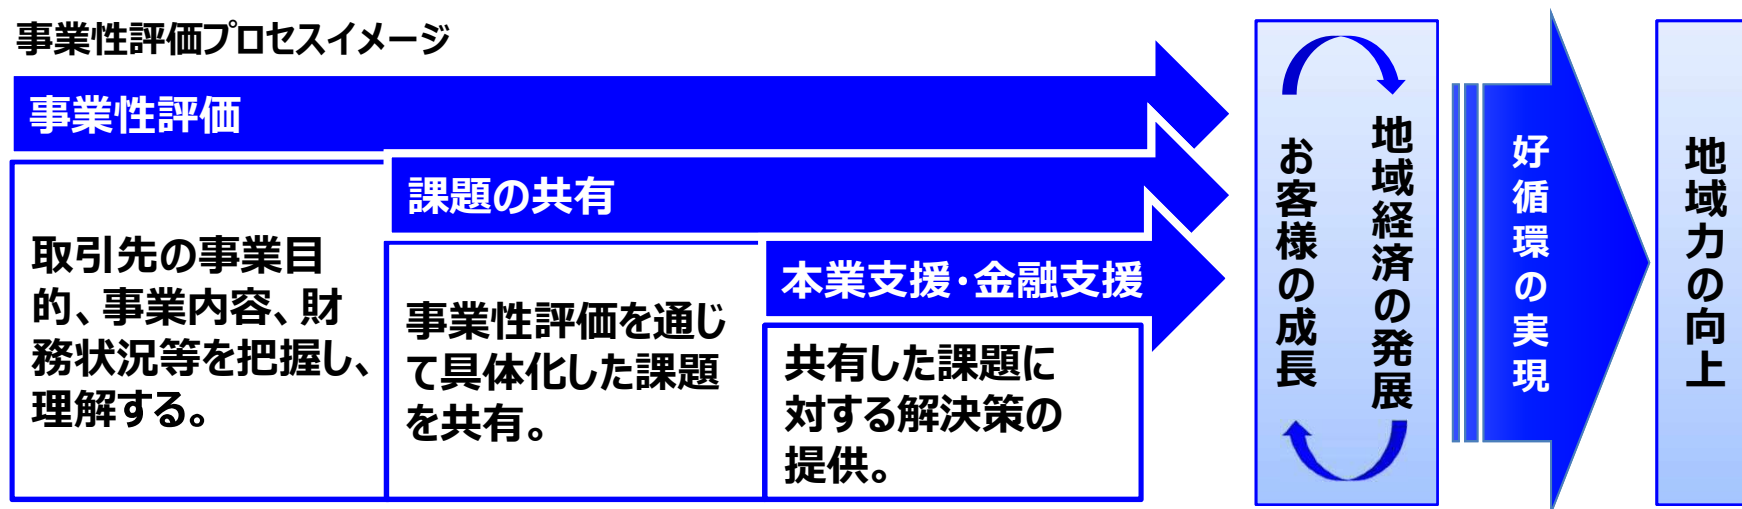 事業性評価プロセスイメージ
事業性評価
取引先の事業目
的、事業内容、財
務状況等を把握し、
理解する。
課題の共有
事業性評価を通じ
て具体化した課題
を共有。
本業支援・金融支援
共有した課題に
対する解決策の
提供。
地域経済の発展
お客様の成長
好循環の実現
地域力の向上